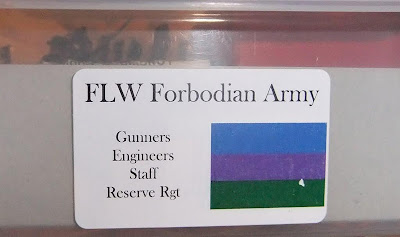 FLW Forbodian Army
Gunners
Engineers
Staff
Reserve Rgt